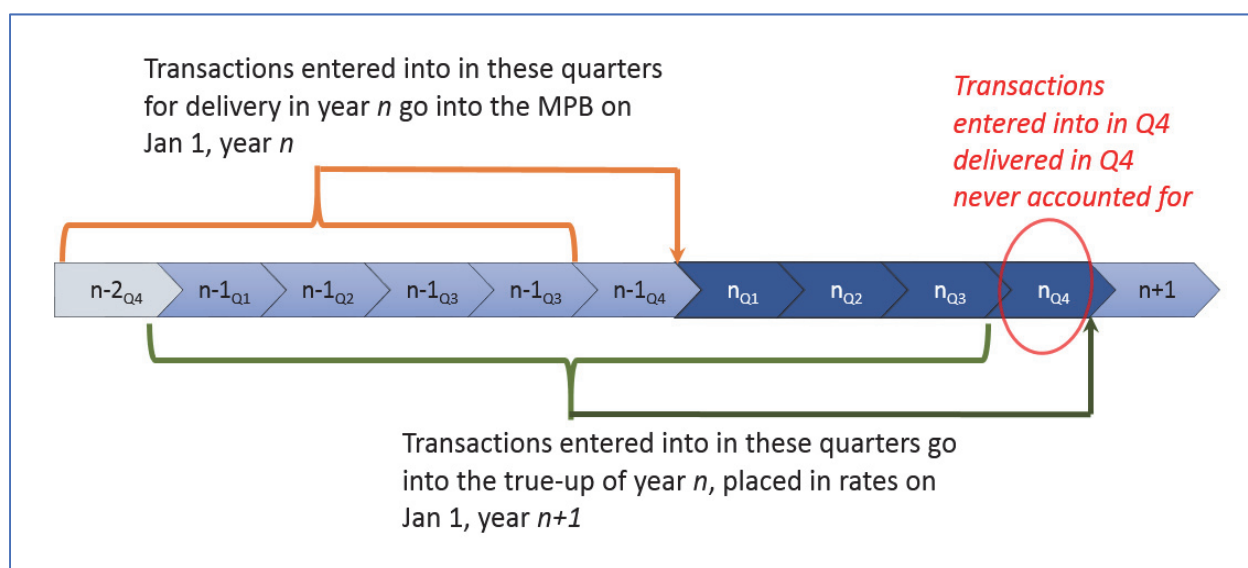 Transactions entered into in these quarters
for delivery in year n go into the MPB on
Jan 1, year n
Transactions
entered into in Q4
delivered in Q4
never accounted for
n-2Q4 n-1Q1 n-1Q2 n-1Q3 n-1Q3 n-1Q4 nQ1 nQ2 nQ3 nQ4 n+1
Transactions entered into in these quarters go
into the true-up of year n, placed in rates on
Jan 1, year n+1